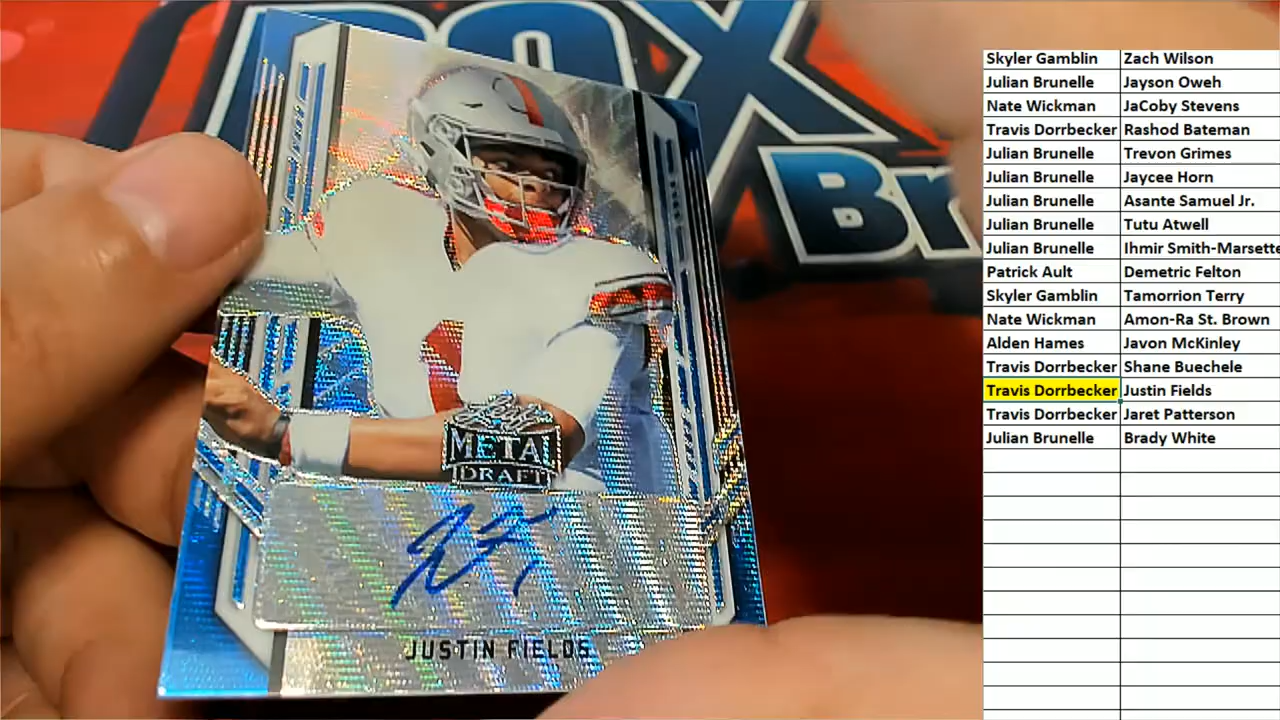 BOX
Br
Leaf
METAL
DRAFT
JUSTIN FIELDS
Skyler Gamblin Zach Wilson
Julian Brunelle Jayson Oweh
Nate Wickman JaCoby Stevens
Travis Dorrbecker Rashod Bateman
Julian Brunelle Trevon Grimes
Julian Brunelle Jaycee Horn
Julian Brunelle Asante Samuel Jr.
Julian Brunelle Tutu Atwell
Julian Brunelle Ihmir Smith-Marsette
Patrick Ault Demetric Felton
Skyler Gamblin Tamorrion Terry
Nate Wickman Amon-Ra St. Brown
Alden Hames Javon McKinley
Travis Dorrbecker Shane Buechele
Travis Dorrbecker Justin Fields
Travis Dorrbecker Jaret Patterson
Julian Brunelle Brady White